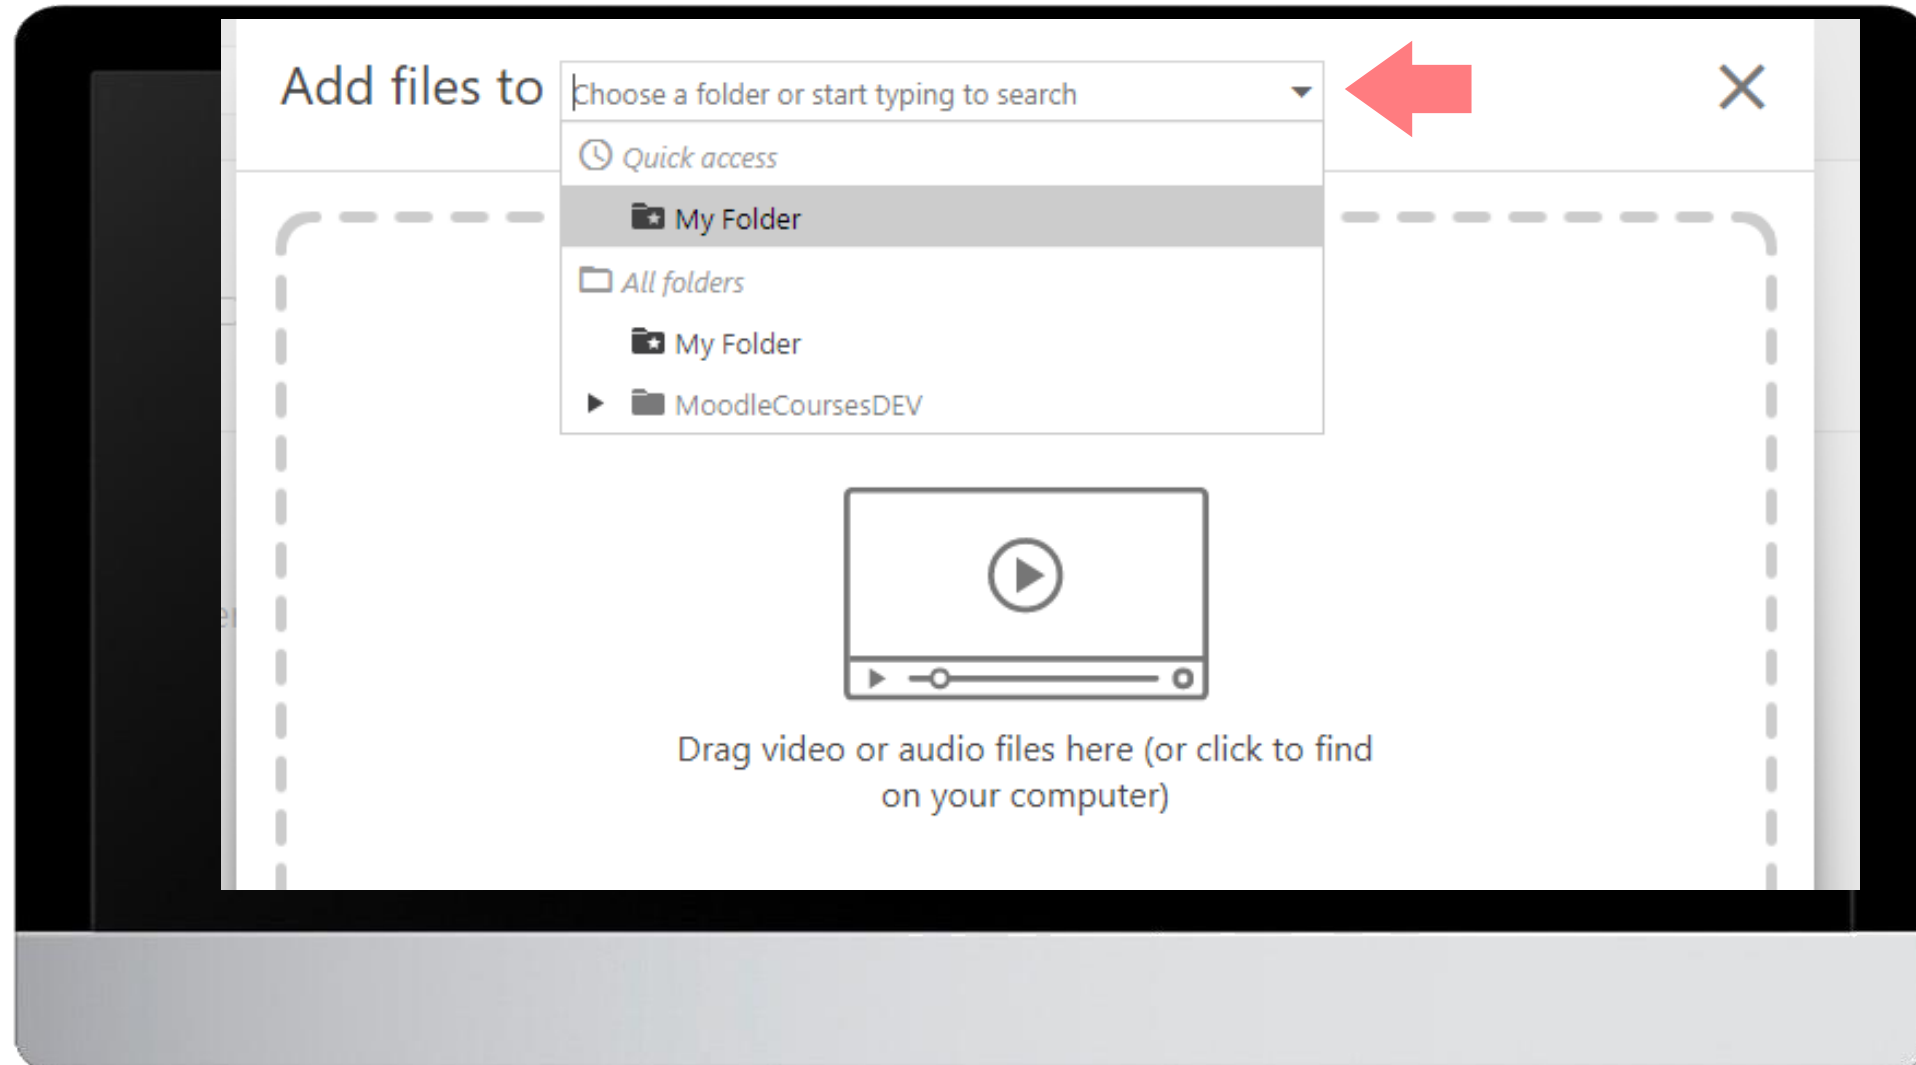 Add files to
Choose a folder or start typing to search
Quick access
My Folder
All folders
My Folder
MoodleCoursesDEV
Drag video or audio files here (or click to find
on your computer)